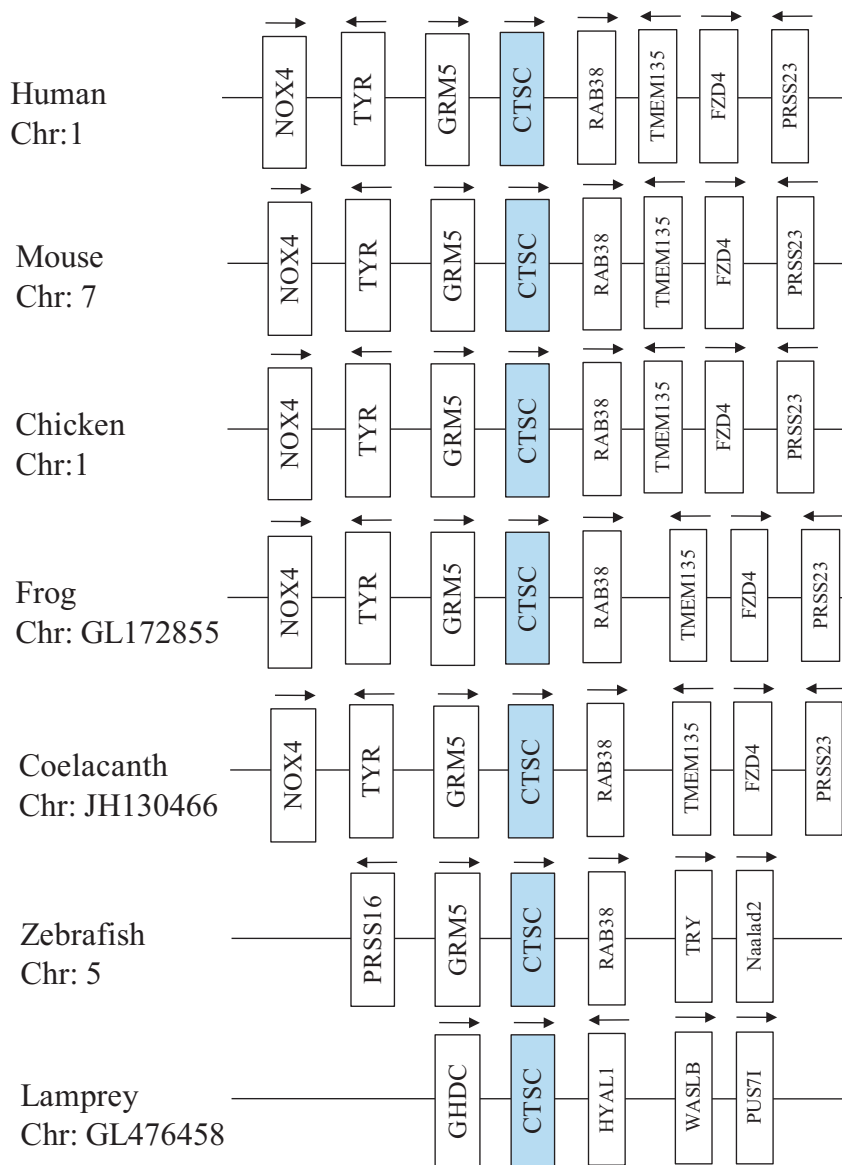 Human
Chr:1
NOX4
TYR
GRM5
CTSC
RAB38
TMEM135
FZD4
PRSS23
Mouse
Chr: 7
NOX4
TYR
GRM5
CTSC
RAB38
TMEM135
FZD4
PRSS23
Chicken
Chr:1
NOX4
TYR
GRM5
CTSC
RAB38
TMEM135
FZD4
PRSS23
Frog
Chr: GL172855
NOX4
TYR
GRM5
CTSC
RAB38
TMEM135
FZD4
PRSS23
Coelacanth
Chr: JH130466
NOX4
TYR
GRM5
CTSC
RAB38
TMEM135
FZD4
PRSS23
Zebrafish
Chr: 5
PRSS16
GRM5
CTSC
RAB38
TRY
Naalad2
Lamprey
Chr: GL476458
GHDC
CTSC
HYAL1
WASLB
PUS7I